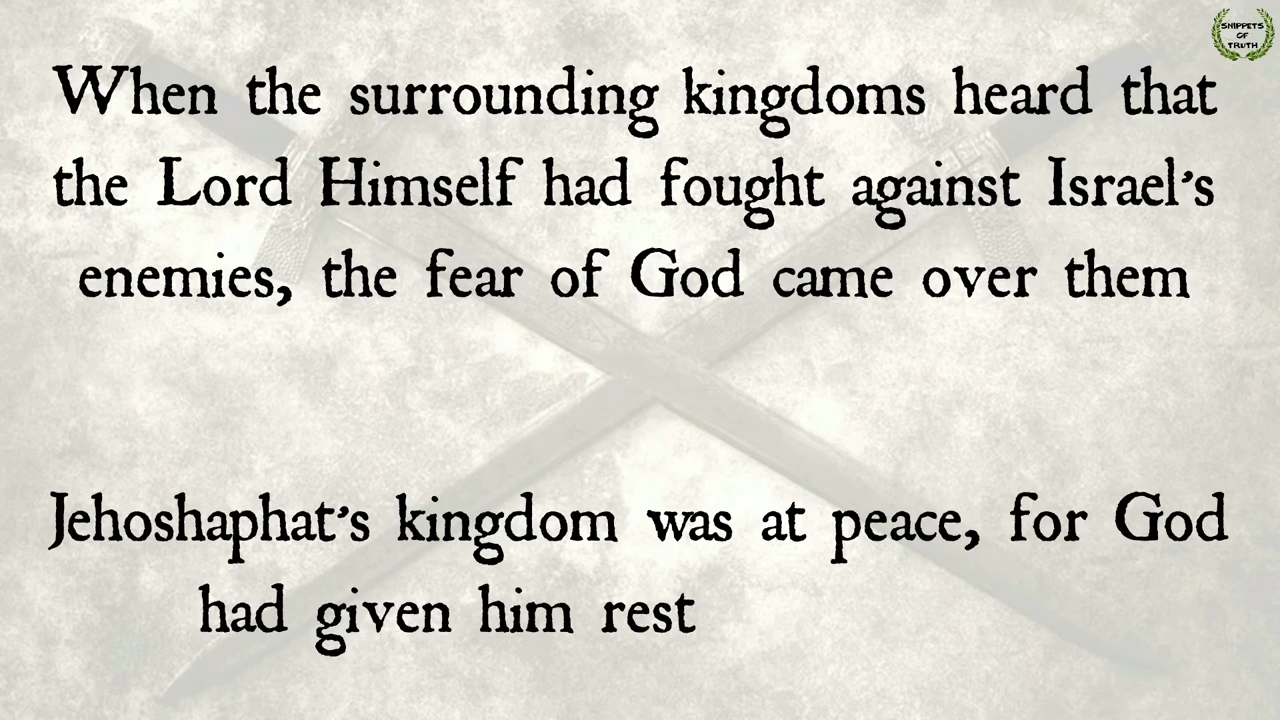 SNIPPETS
OF
TRUTH
When the surrounding kingdoms heard that
the Lord Himself had fought against Israel's
enemies, the fear of God came over them
Jehoshaphat's kingdom was at peace, for God
had given him rest